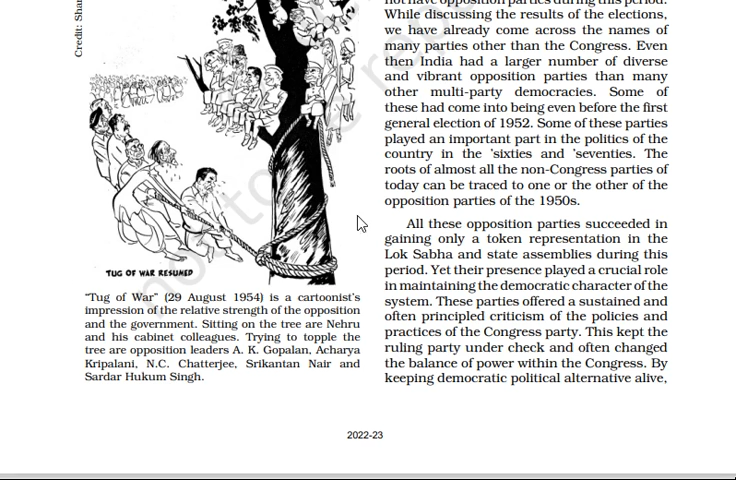 Credit: Shan
TUG OF WAR RESUMED
"Tug of War" (29 August 1954) is a cartoonist's
impression of the relative strength of the opposition
and the government. Sitting on the tree are Nehru
and his cabinet colleagues. Trying to topple the
tree are opposition leaders A. K. Gopalan, Acharya
Kripalani, N.C. Chatterjee, Srikantan Nair and
Sardar Hukum Singh.
not have opposition parties during this period.
While discussing the results of the elections,
we have already come across the names of
many parties other than the Congress. Even
then India had a larger number of diverse
and vibrant opposition parties than many
other multi-party democracies. Some of
these had come into being even before the first
general election of 1952. Some of these parties
played an important part in the politics of the
country in the 'sixties and 'seventies. The
roots of almost all the non-Congress parties of
today can be traced to one or the other of the
opposition parties of the 1950s.
All these opposition parties succeeded in
gaining only a token representation in the
Lok Sabha and state assemblies during this
period. Yet their presence played a crucial role
in maintaining the democratic character of the
system. These parties offered a sustained and
often principled criticism of the policies and
practices of the Congress party. This kept the
ruling party under check and often changed
the balance of power within the Congress. By
keeping democratic political alternative alive,
2022-23
not to be rep